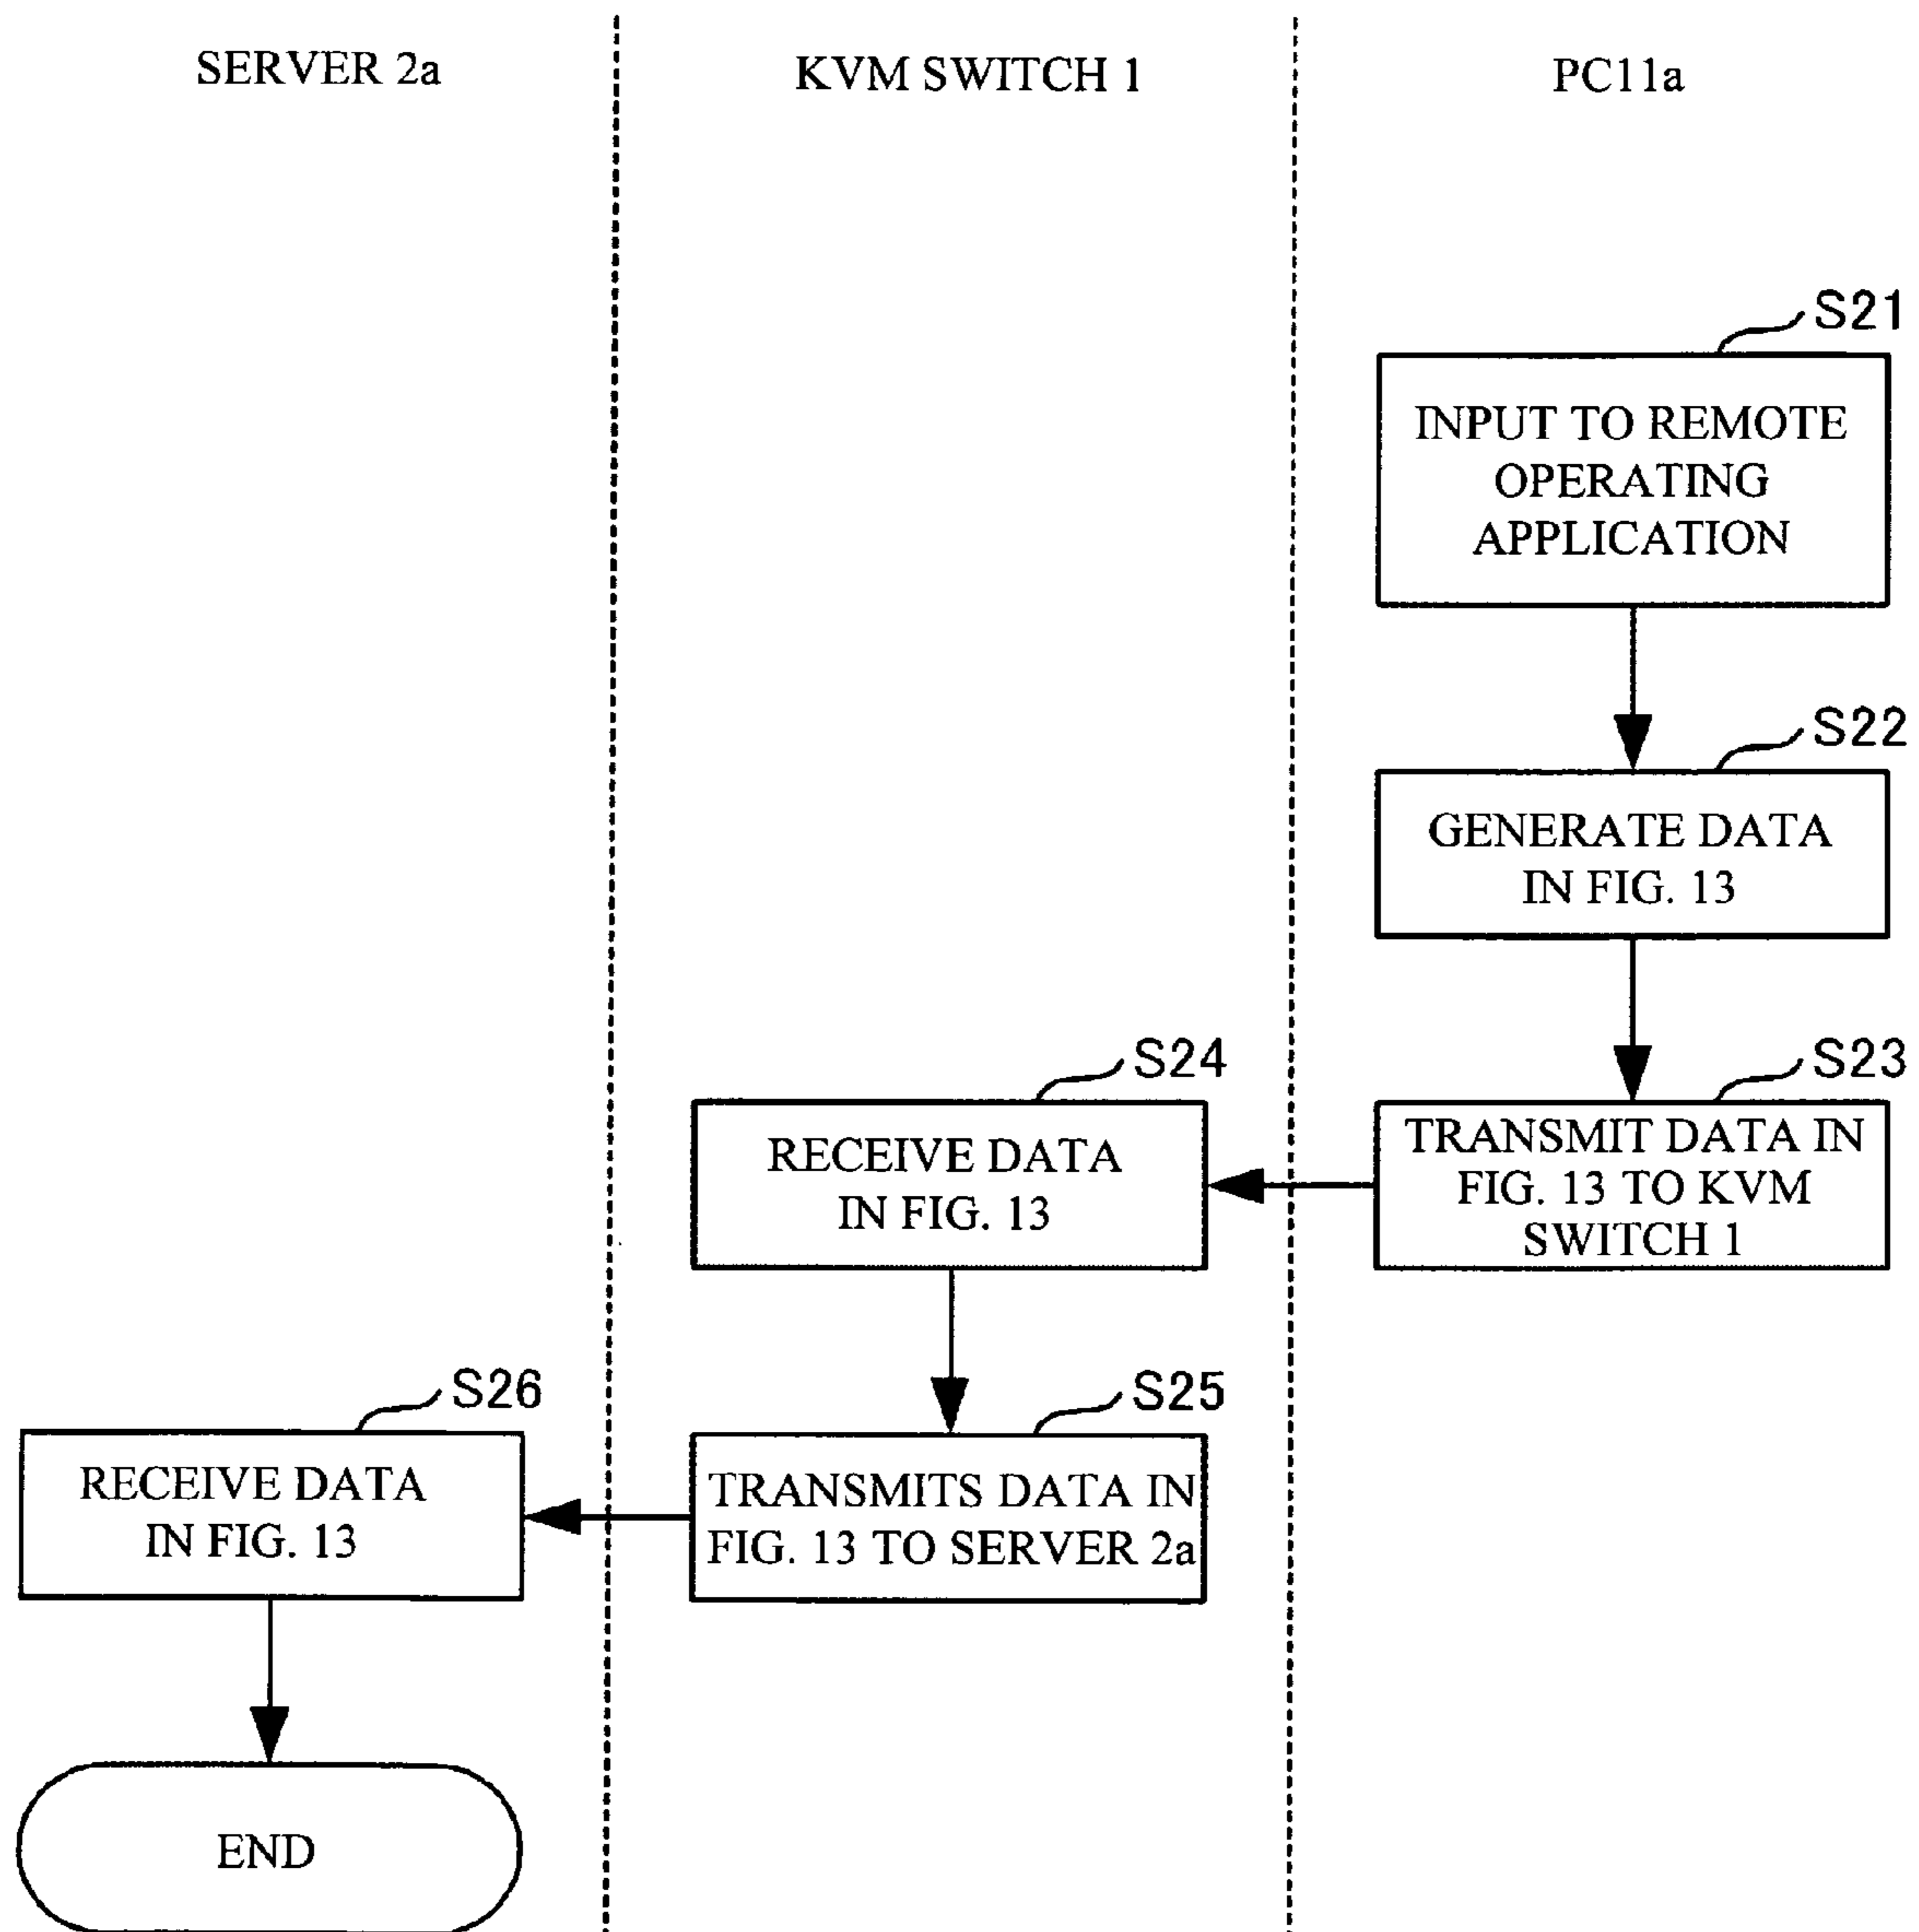 SERVER 2a
KVM SWITCH 1
PC11a
S21
INPUT TO REMOTE
OPERATING
APPLICATION
S22
GENERATE DATA
IN FIG. 13
S23
TRANSMIT DATA IN
FIG. 13 TO KVM
SWITCH 1
S24
RECEIVE DATA
IN FIG. 13
S25
TRANSMITS DATA IN
FIG. 13 TO SERVER 2a
S26
RECEIVE DATA
IN FIG. 13
END